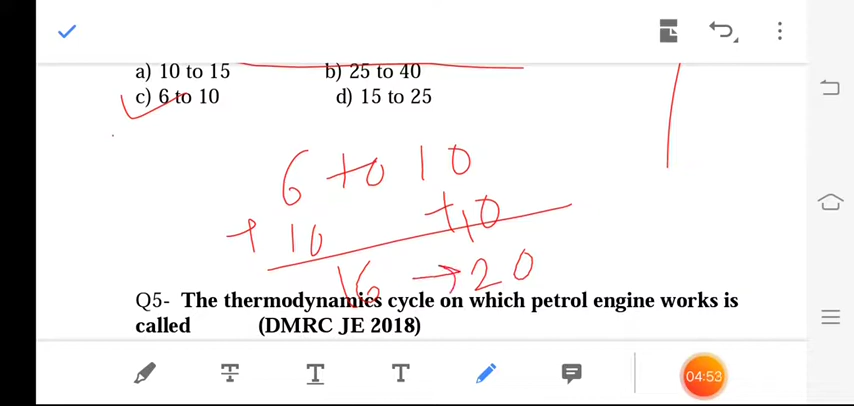 a) 10 to 15 b) 25 to 40
c) 6 to 10 d) 15 to 25
6 to 10
+ 10 +10
16 → 20
Q5- The thermodynamics cycle on which petrol engine works is
called (DMRC JE 2018)
T T T
04:53